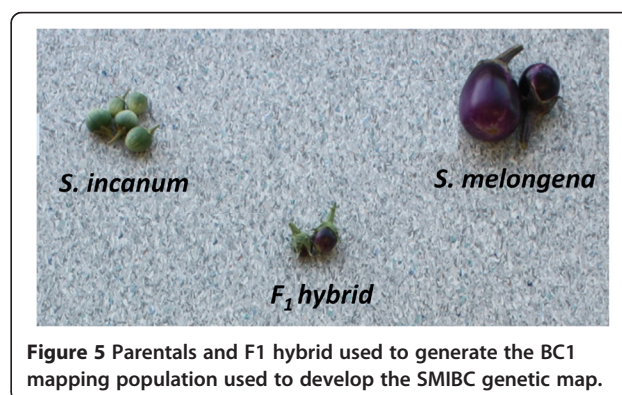 S. incanum
S. melongena
F₁ hybrid
Figure 5 Parentals and F1 hybrid used to generate the BC1
mapping population used to develop the SMIBC genetic map.